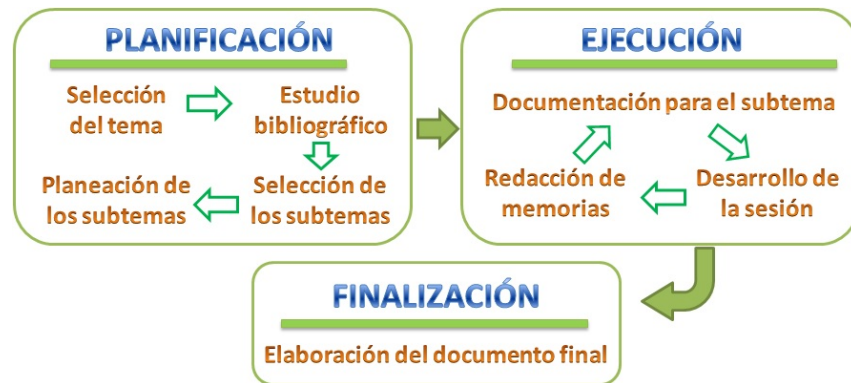 PLANIFICACIÓN
Selección
del tema
Estudio
bibliográfico
Planeación de
los subtemas
Selección de
los subtemas
EJECUCIÓN
Documentación para el subtema
Redacción de
memorias
Desarrollo de
la sesión
FINALIZACIÓN
Elaboración del documento final